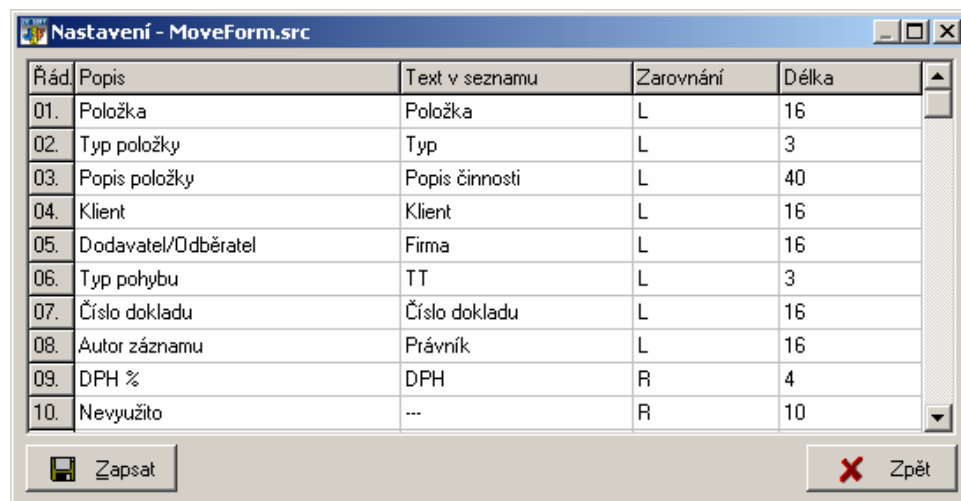 Nastavení - MoveForm.src
Řád. Popis Text v seznamu Zarovnání Délka
01. Položka Položka L 16
02. Typ položky Typ L 3
03. Popis položky Popis činnosti L 40
04. Klient Klient L 16
05. Dodavatel/Odběratel Firma L 16
06. Typ pohybu TT L 3
07. Číslo dokladu Číslo dokladu L 16
08. Autor záznamu Právník L 16
09. DPH % DPH R 4
10. Nevyužito --- R 10
Zapsat Zpět